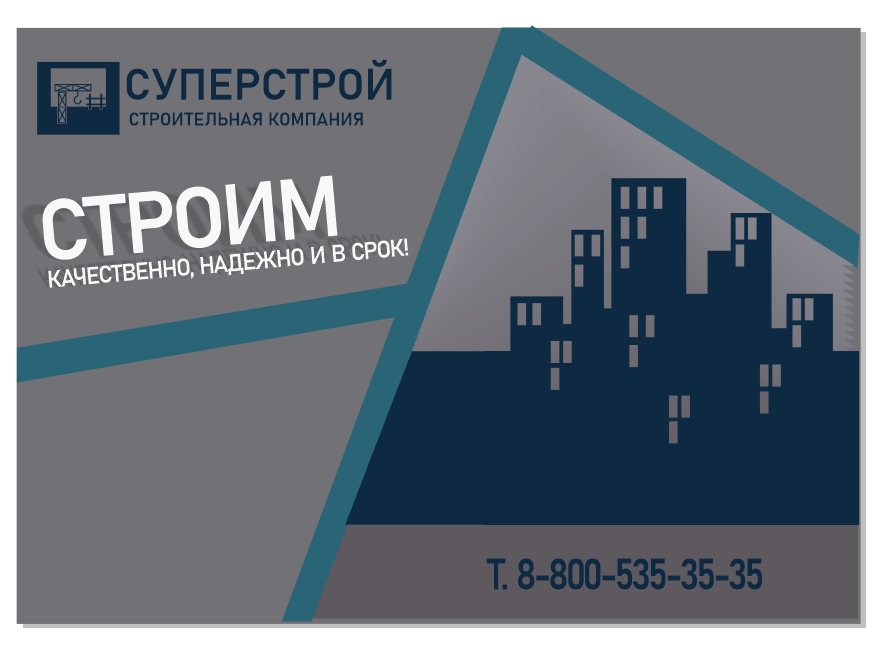 СУПЕРСТРОЙ
СТРОИТЕЛЬНАЯ КОМПАНИЯ
СТРОИМ
КАЧЕСТВЕННО, НАДЕЖНО И В СРОК!
Т. 8-800-535-35-35